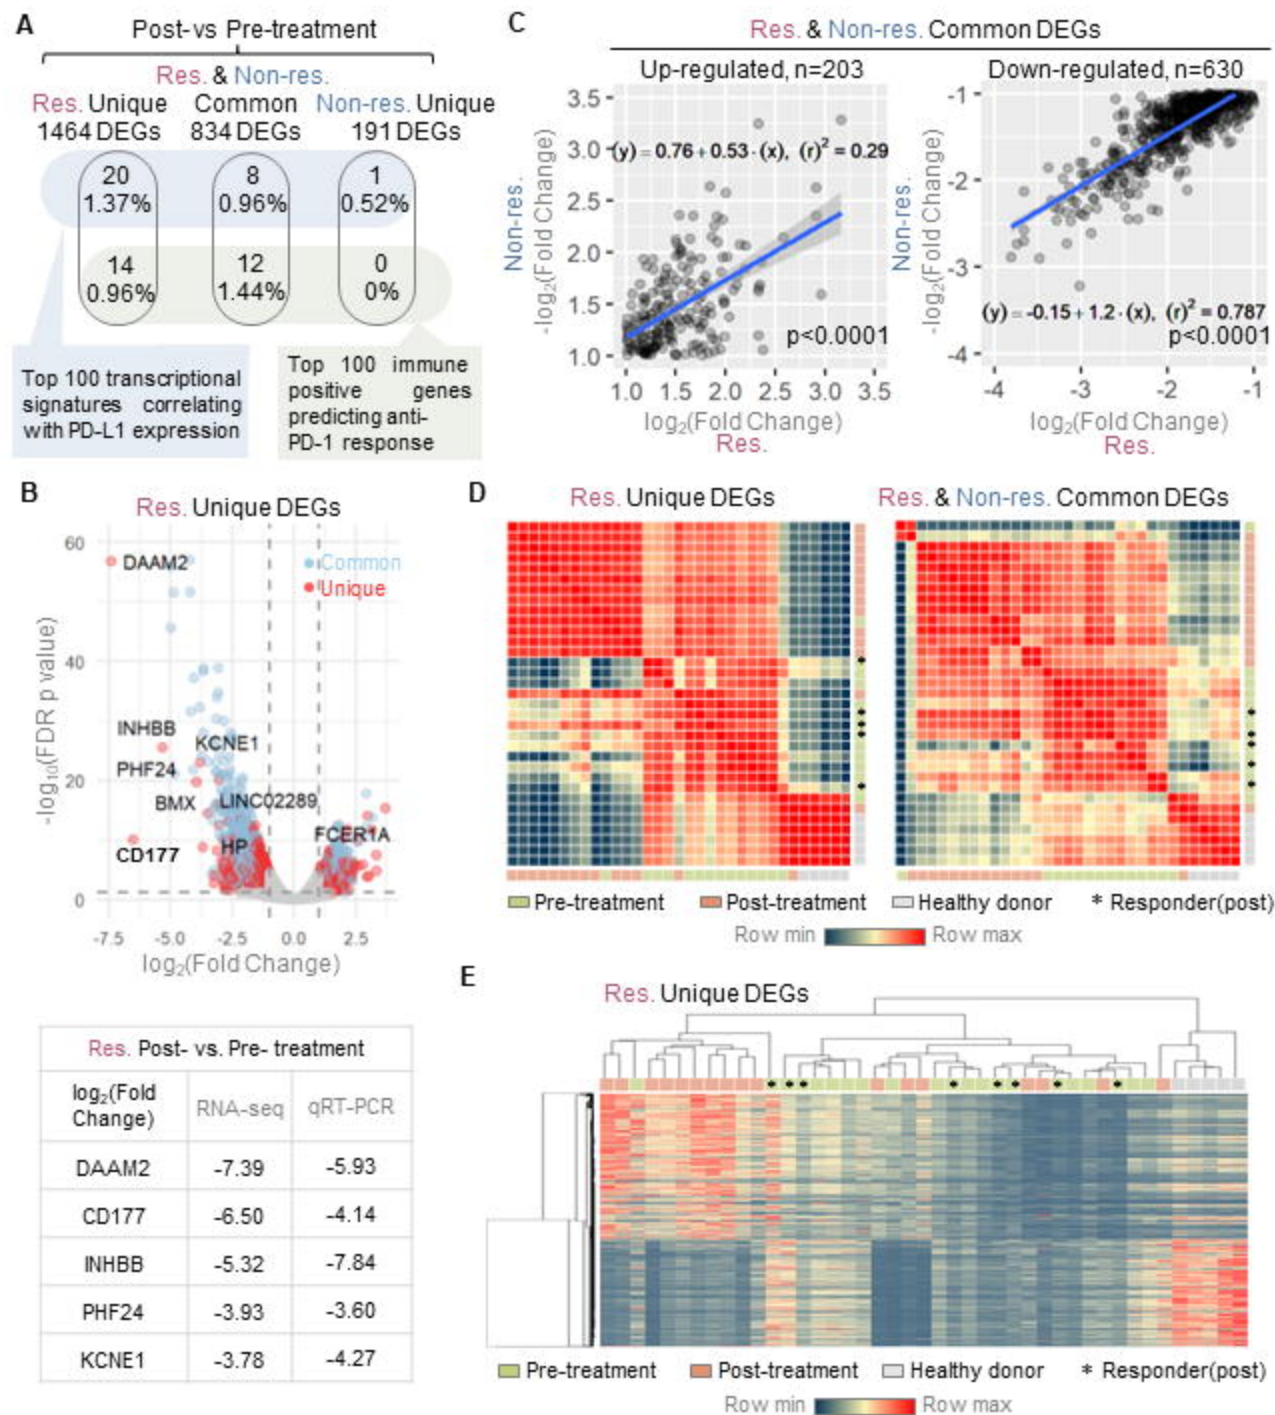 A
Post-vs Pre-treatment
Res. & Non-res.
Res. Unique Common Non-res. Unique
1464 DEGs 834 DEGs 191 DEGs
20 8 1
1.37% 0.96% 0.52%
14 12 0
0.96% 1.44% 0%
Top 100 transcriptional
signatures correlating
with PD-L1 expression
Top 100 immune
positive genes
predicting anti-
PD-1 response
C
Res. & Non-res. Common DEGs
Up-regulated, n=203
3.5
3.0
2.5
2.0
1.5
1.0
(y) = 0.76 + 0.53 · (x), (r)² = 0.29
p<0.0001
1.0 1.5 2.0 2.5 3.0 3.5
log₂(Fold Change)
Res.
Non-res.
-log₂(Fold Change)
Down-regulated, n=630
-1
-2
-3
-4
(y) = -0.15 + 1.2 · (x), (r)² = 0.787
p<0.0001
-4 -3 -2 -1
log₂(Fold Change)
Res.
Non-res.
-log₂(Fold Change)
B
Res. Unique DEGs
60
40
20
0
-log₁₀(FDR p value)
Common
Unique
DAAM2
INHBB
KCNE1
PHF24
BMX
LINC02289
CD177
HP
FCER1A
-7.5 -5.0 -2.5 0.0 2.5
log₂(Fold Change)
Res. Post- vs. Pre- treatment
log₂(Fold
Change)
RNA-seq qRT-PCR
DAAM2 -7.39 -5.93
CD177 -6.50 -4.14
INHBB -5.32 -7.84
PHF24 -3.93 -3.60
KCNE1 -3.78 -4.27
D
Res. Unique DEGs
Res. & Non-res. Common DEGs
Pre-treatment Post-treatment Healthy donor * Responder(post)
Row min Row max
E
Res. Unique DEGs
Pre-treatment Post-treatment Healthy donor * Responder(post)
Row min Row max